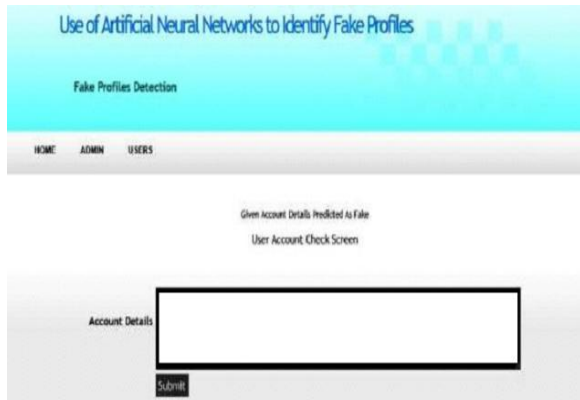 Use of Artificial Neural Networks to Identify Fake Profiles
Fake Profiles Detection
HOME ADMIN USERS
Given Account Details Predicted As Fake
User Account Check Screen
Account Details
Submit